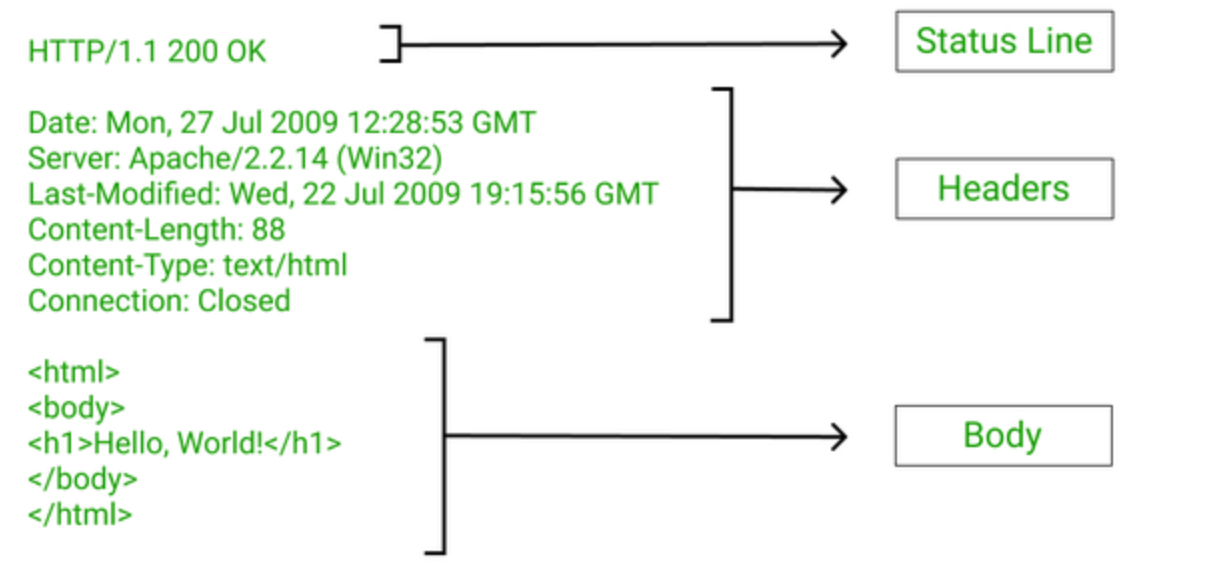 HTTP/1.1 200 OK
Status Line
Date: Mon, 27 Jul 2009 12:28:53 GMT
Server: Apache/2.2.14 (Win32)
Last-Modified: Wed, 22 Jul 2009 19:15:56 GMT
Content-Length: 88
Content-Type: text/html
Connection: Closed
Headers
<html>
<body>
<h1>Hello, World!</h1>
</body>
</html>
Body